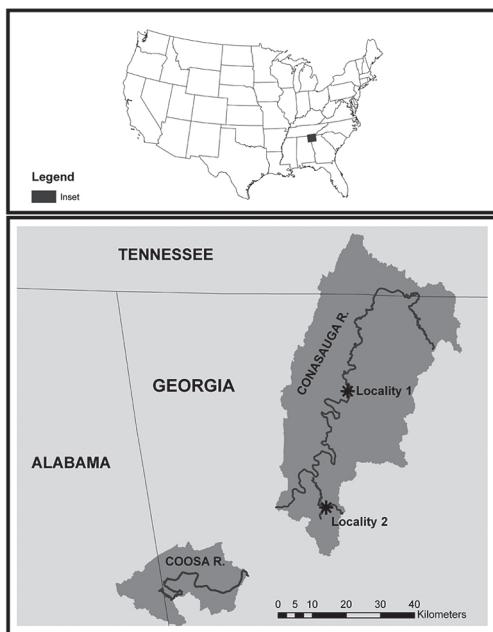 Legend
Inset
TENNESSEE
CONASAUGA R.
GEORGIA
Locality 1
ALABAMA
Locality 2
COOSA R.
0 5 10 20 30 40
Kilometers